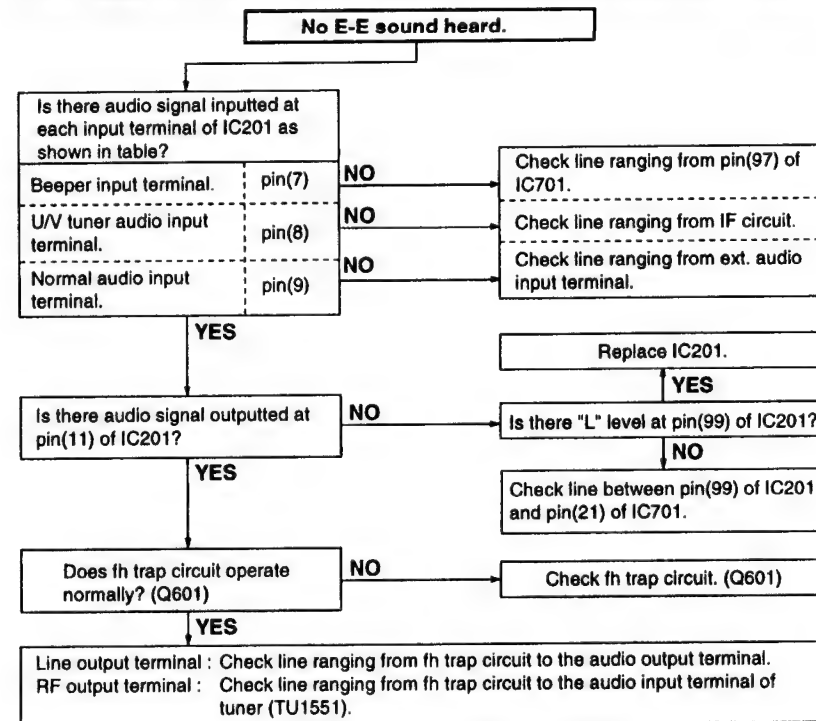 No E-E sound heard.
Is there audio signal inputted at
each input terminal of IC201 as
shown in table?
Beeper input terminal. pin(7)
NO
Check line ranging from pin(97) of
IC701.
U/V tuner audio input
terminal.
pin(8)
NO
Check line ranging from IF circuit.
Normal audio input
terminal.
pin(9)
NO
Check line ranging from ext. audio
input terminal.
YES
Replace IC201.
YES
Is there audio signal outputted at
pin(11) of IC201?
NO
Is there "L" level at pin(99) of IC201?
NO
Check line between pin(99) of IC201
and pin(21) of IC701.
YES
Does fh trap circuit operate
normally? (Q601)
NO
Check fh trap circuit. (Q601)
YES
Line output terminal : Check line ranging from fh trap circuit to the audio output terminal.
RF output terminal : Check line ranging from fh trap circuit to the audio input terminal of
tuner (TU1551).